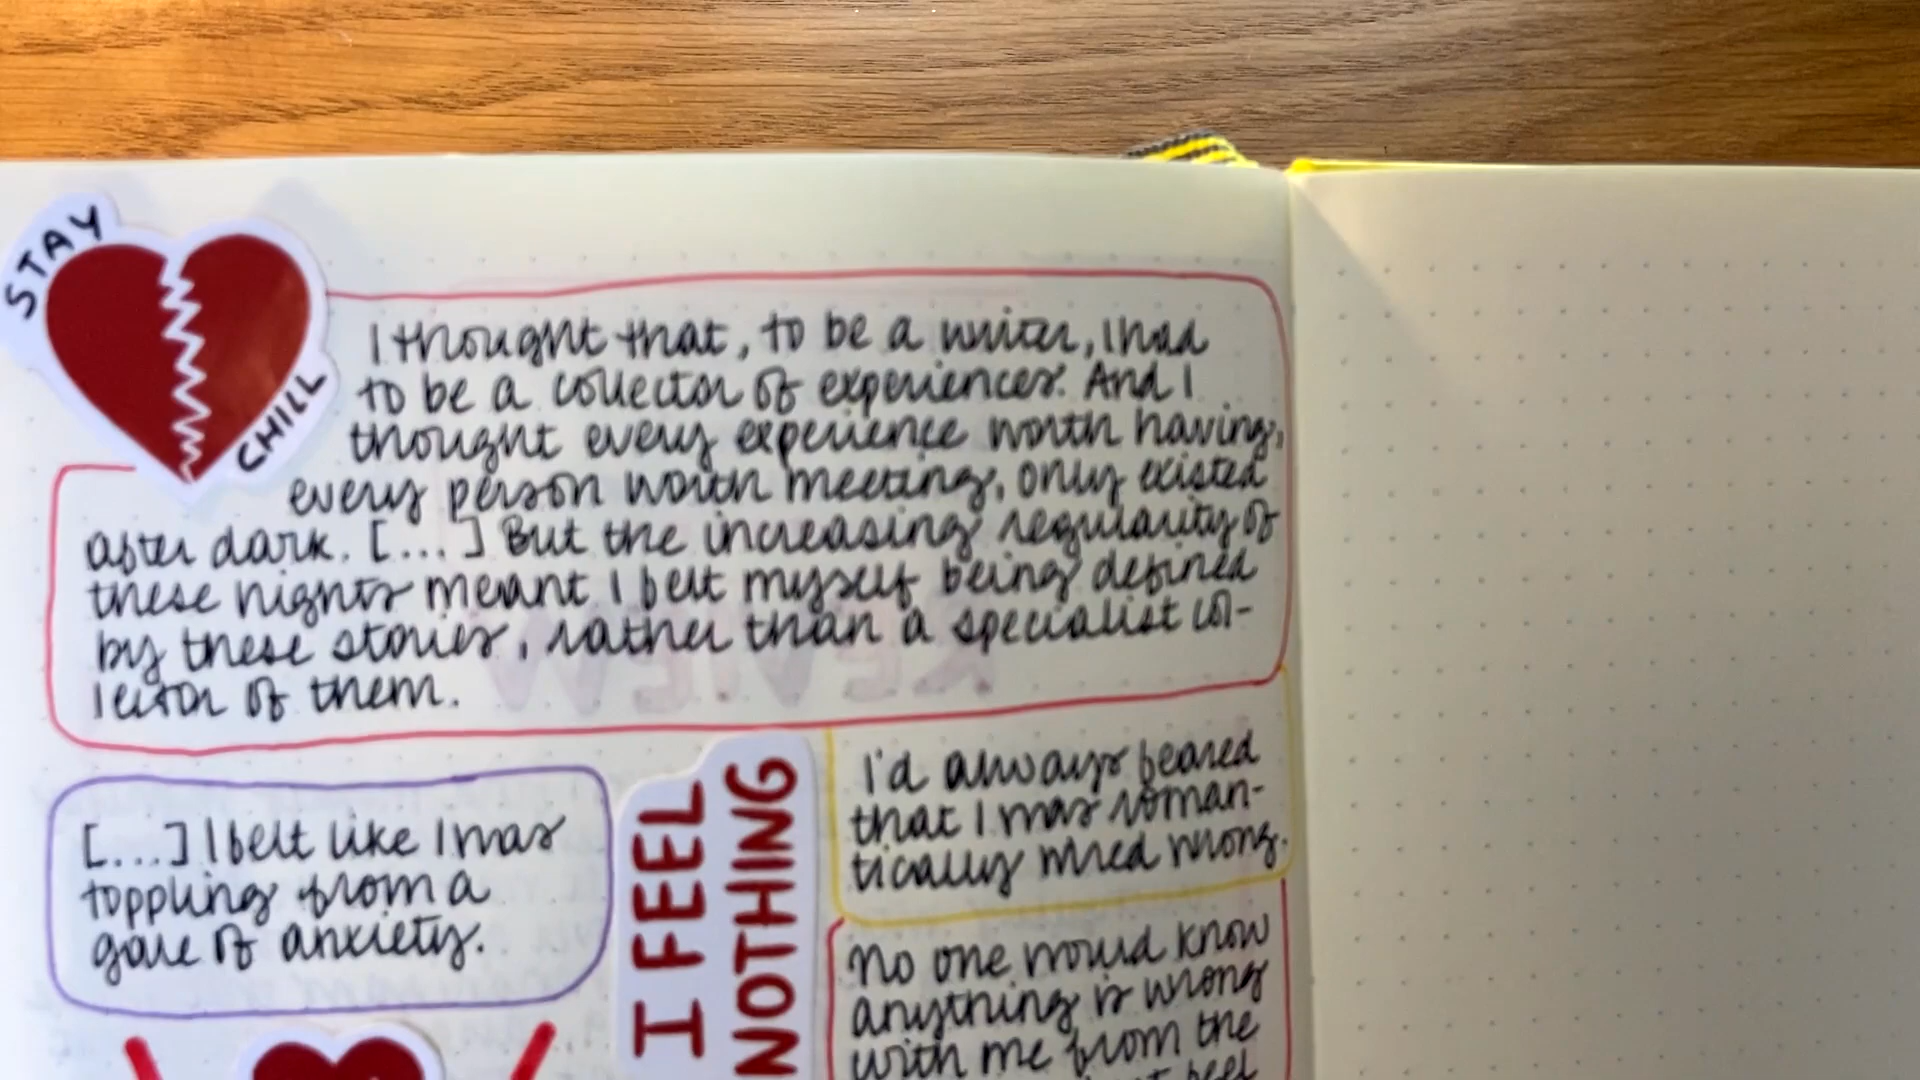 STAY
CHILL
I thought that, to be a writer, I had
to be a collector of experiences. And I
thought every experience worth having,
every person worth meeting, only existed
after dark. [...] But the increasing regularity of
these nights meant I felt myself being defined
by these stories, rather than a specialist col-
lector of them.
[...] I felt like I was
toppling from a
gale of anxiety.
I FEEL
NOTHING
I'd always feared
that I was roman-
tically wired wrong.
No one would know
anything is wrong
with me from the
feel